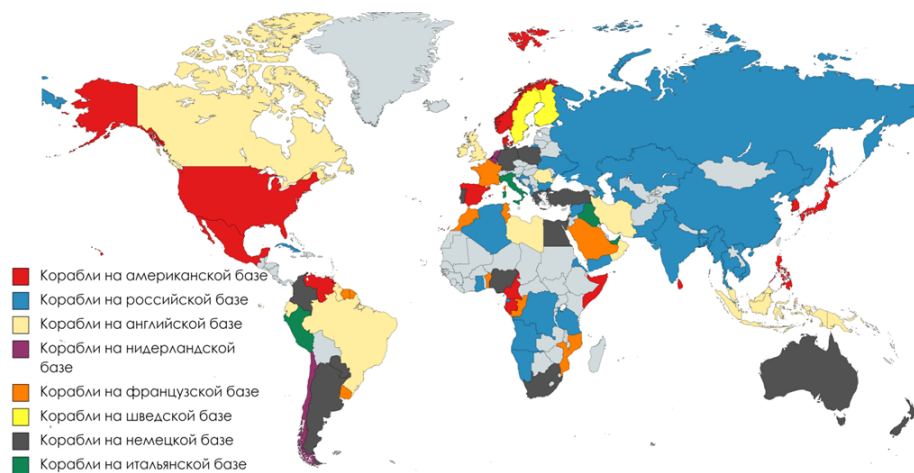 Корабли на американской базе
Корабли на российской базе
Корабли на английской базе
Корабли на нидерландской
базе
Корабли на французской базе
Корабли на шведской базе
Корабли на немецкой базе
Корабли на итальянской базе